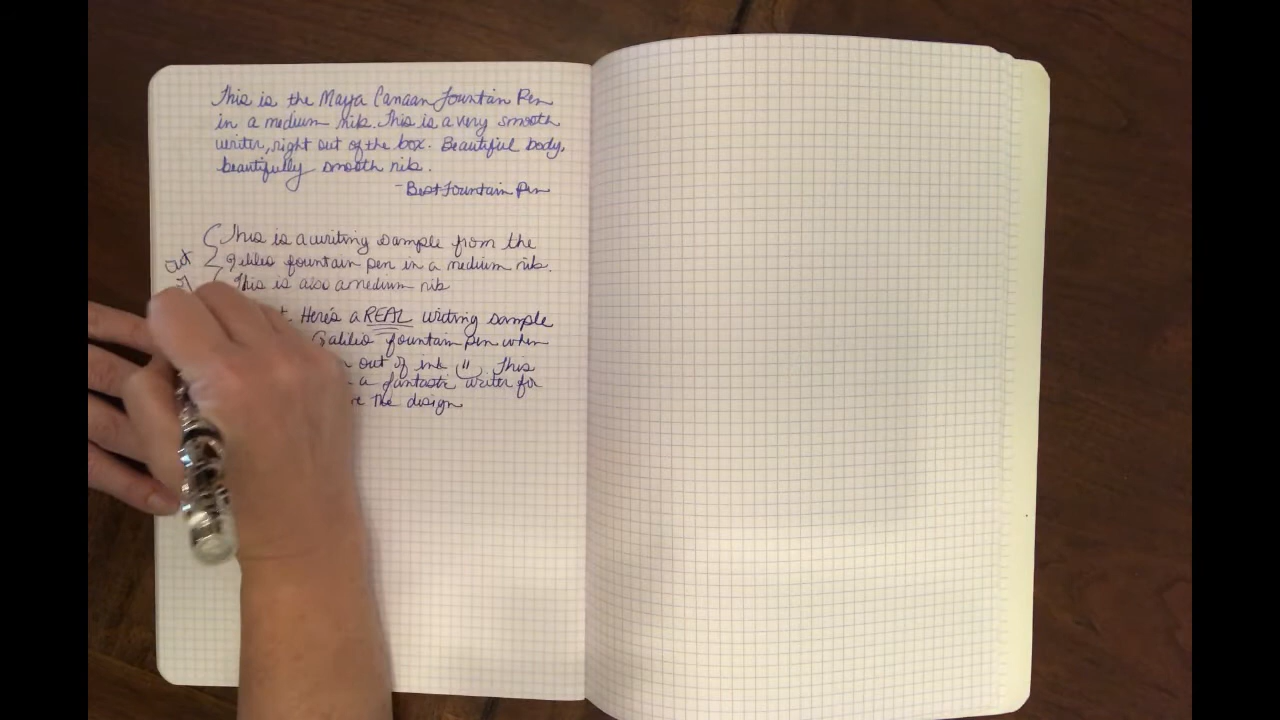 This is the Maya Canaan Fountain Pen
in a medium nib. This is a very smooth
writer, right out of the box. Beautiful body,
beautifully smooth nib.
-Best Fountain Pen
This is a writing sample from the
Galileo fountain pen in a medium nib.
This is also a medium nib
out
Here's a REAL writing sample
Galileo fountain pen when
out of ink. This
a fantastic writer for
the design